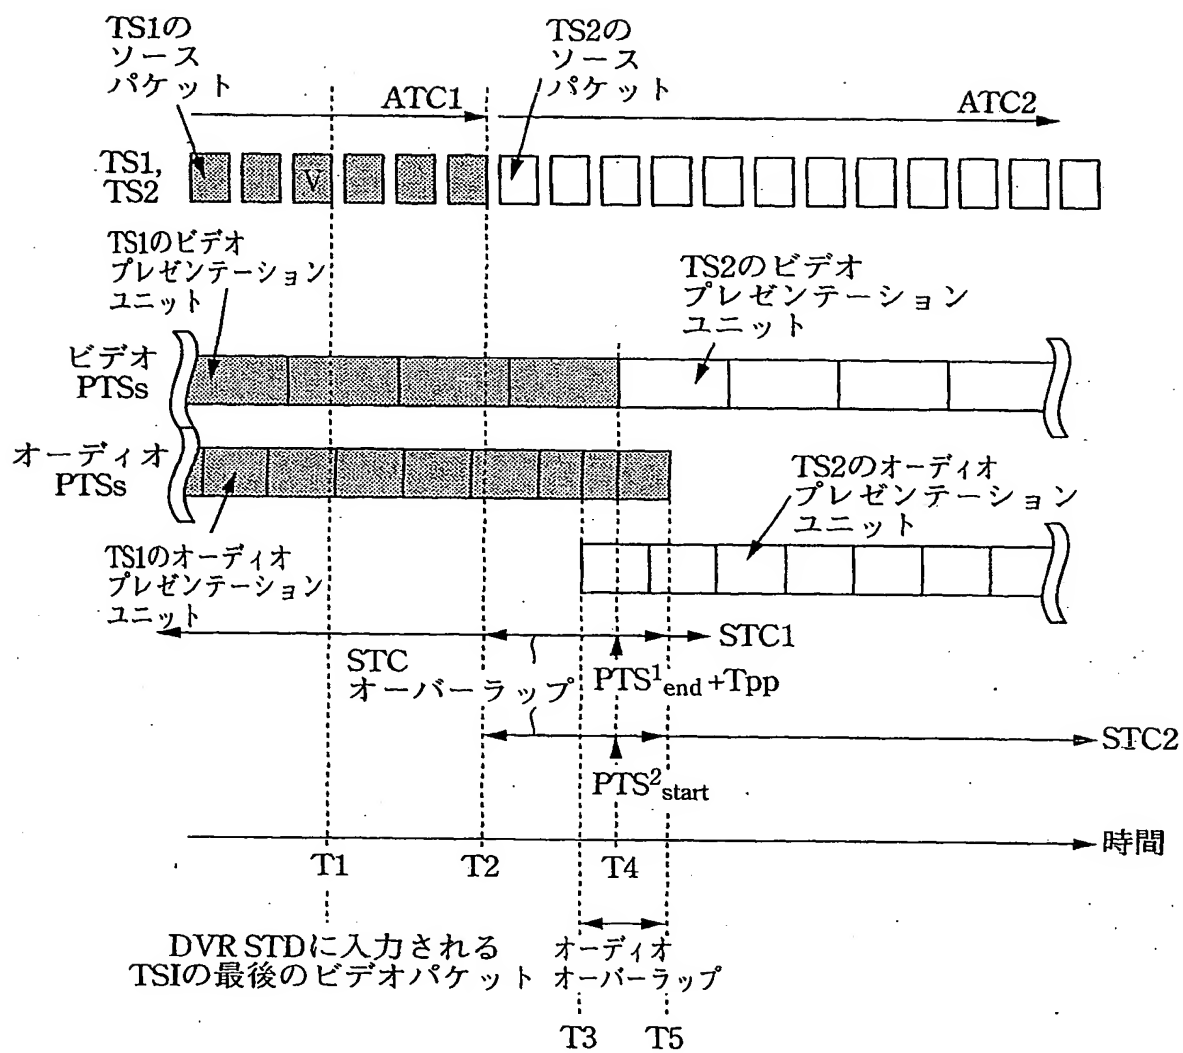 TS1の
ソース
パケット
TS2の
ソース
パケット
ATC1
ATC2
TS1,
TS2
V
TS1のビデオ
プレゼンテーション
ユニット
TS2のビデオ
プレゼンテーション
ユニット
ビデオ
PTSs
オーディオ
PTSs
TS2のオーディオ
プレゼンテーション
ユニット
TS1のオーディオ
プレゼンテーション
ユニット
STC1
STC
オーバーラップ
PTS¹end+Tpp
STC2
PTS²start
時間
T1
T2
T4
DVR STDに入力される
TSIの最後のビデオパケット
オーディオ
オーバーラップ
T3
T5